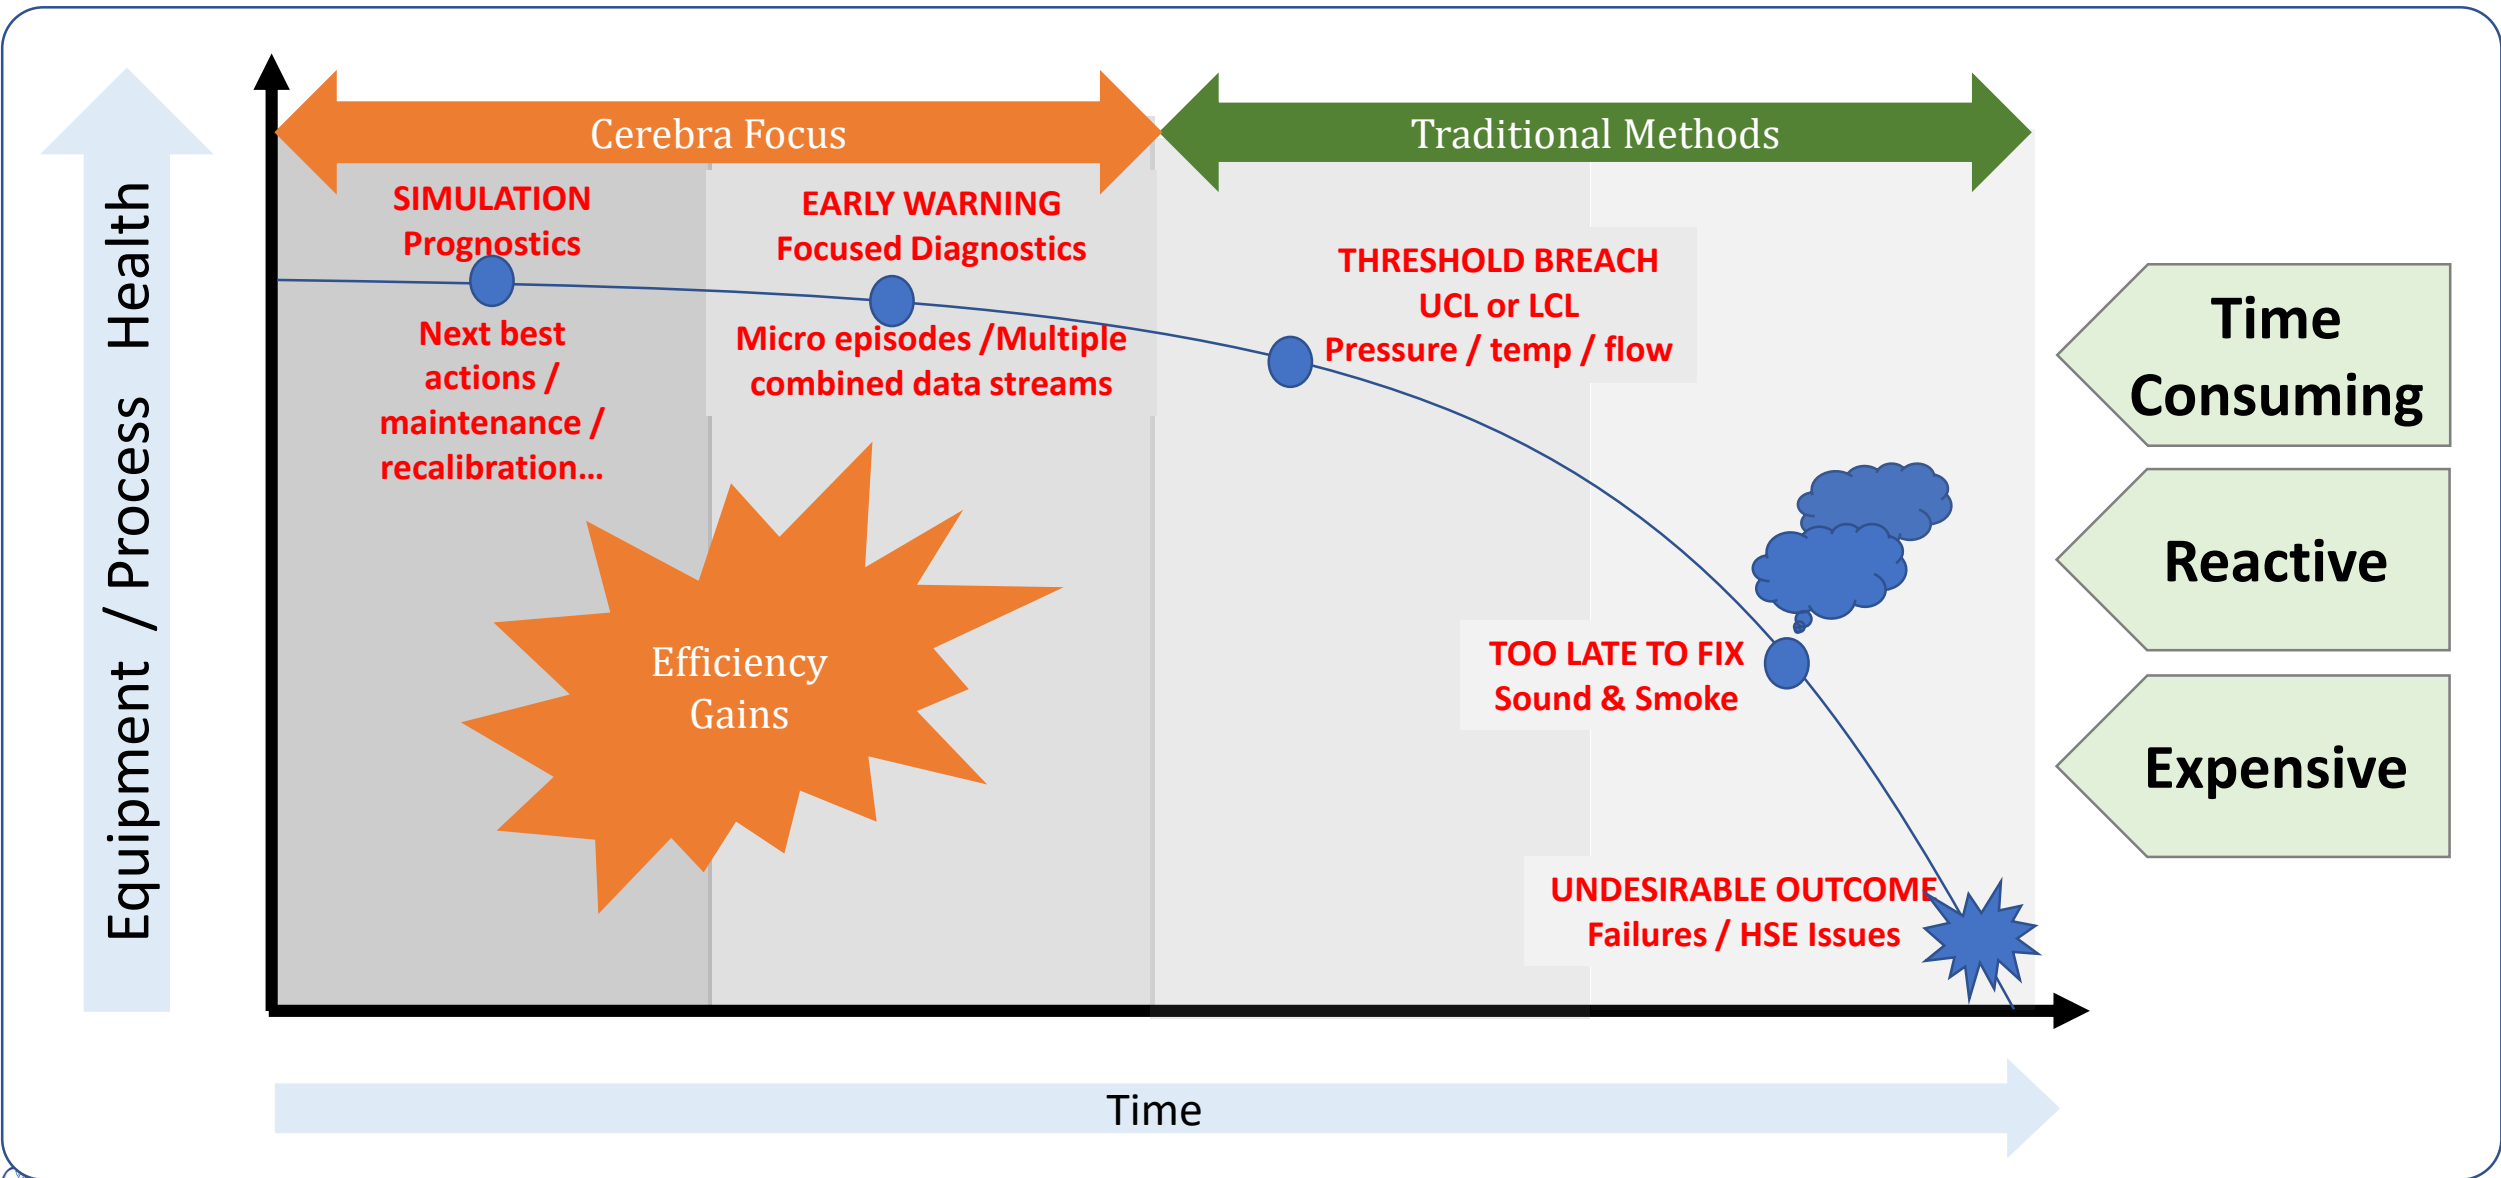 Cerebra Focus
Traditional Methods
Equipment / Process Health
SIMULATION
Prognostics
Next best
actions /
maintenance /
recalibration...
EARLY WARNING
Focused Diagnostics
Micro episodes /Multiple
combined data streams
THRESHOLD BREACH
UCL or LCL
Pressure / temp / flow
Efficiency
Gains
TOO LATE TO FIX
Sound & Smoke
UNDESIRABLE OUTCOME
Failures / HSE Issues
Time
Consuming
Reactive
Expensive
Time